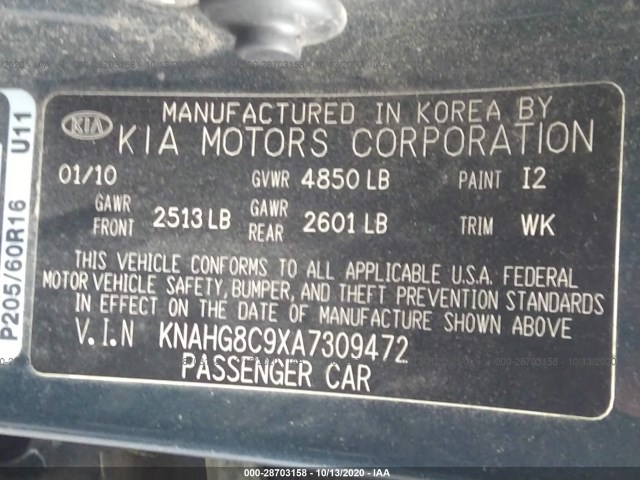 KIA
MANUFACTURED IN KOREA BY
KIA MOTORS CORPORATION
01/10 GVWR 4850 LB PAINT I2
GAWR FRONT 2513 LB GAWR REAR 2601 LB TRIM WK
THIS VEHICLE CONFORMS TO ALL APPLICABLE U.S.A. FEDERAL
MOTOR VEHICLE SAFETY, BUMPER, AND THEFT PREVENTION STANDARDS
IN EFFECT ON THE DATE OF MANUFACTURE SHOWN ABOVE
V.I.N KNAHG8C9XA7309472
PASSENGER CAR
P205/60R16 U11
000-28703158 - 10/13/2020 - IAA